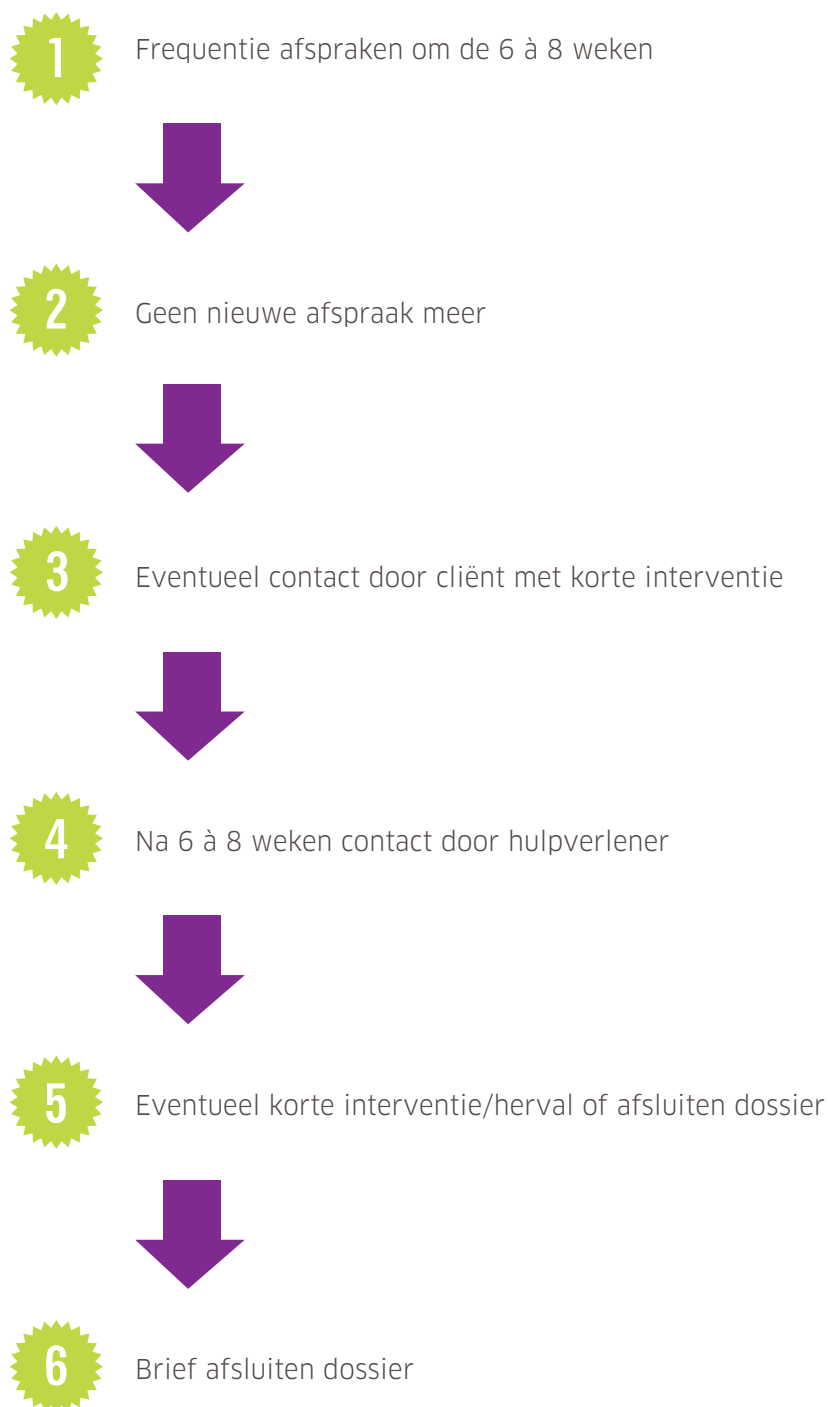 1 Frequentie afspraken om de 6 à 8 weken
2 Geen nieuwe afspraak meer
3 Eventueel contact door cliënt met korte interventie
4 Na 6 à 8 weken contact door hulpverlener
5 Eventueel korte interventie/herval of afsluiten dossier
6 Brief afsluiten dossier